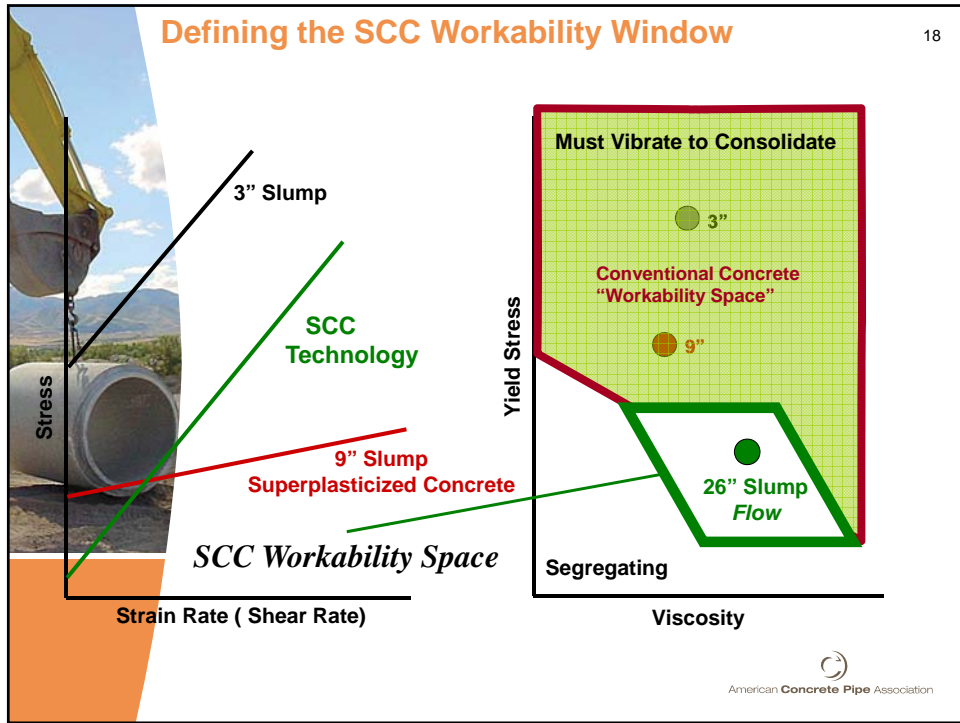 Defining the SCC Workability Window
18
3” Slump
SCC
Technology
9” Slump
Superplasticized Concrete
Stress
Strain Rate ( Shear Rate)
SCC Workability Space
Must Vibrate to Consolidate
3”
Conventional Concrete
“Workability Space”
9”
26” Slump
Flow
Segregating
Yield Stress
Viscosity
American Concrete Pipe Association